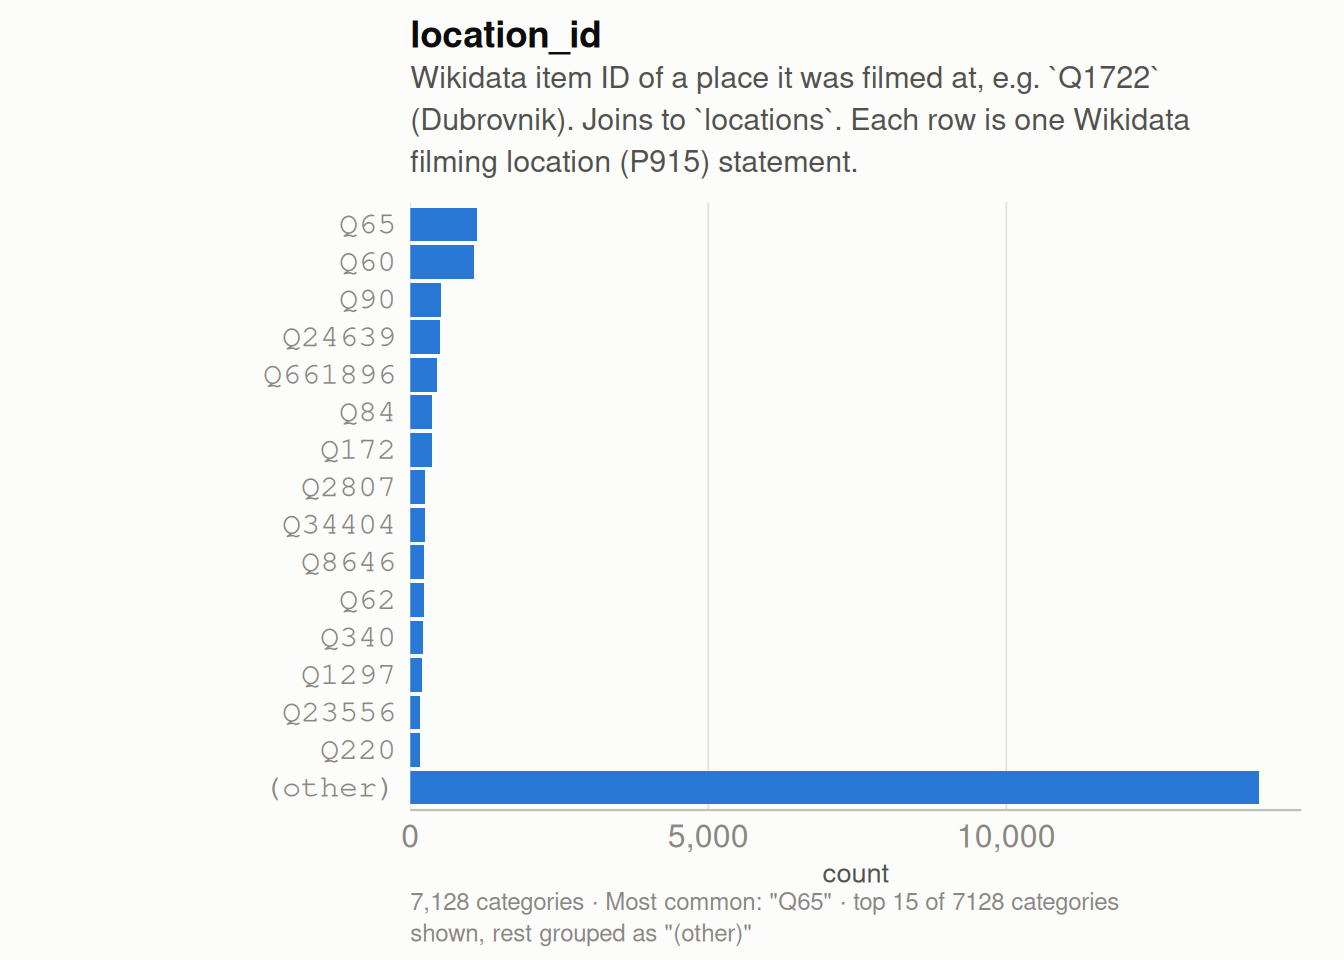 location_id
Wikidata item ID of a place it was filmed at, e.g. `Q1722`
(Dubrovnik). Joins to `locations`. Each row is one Wikidata
filming location (P915) statement.
Q65
Q60
Q90
Q24639
Q661896
Q84
Q172
Q2807
Q34404
Q8646
Q62
Q340
Q1297
Q23556
Q220
(other)
0 5,000 10,000
count
7,128 categories · Most common: "Q65" · top 15 of 7128 categories
shown, rest grouped as "(other)"